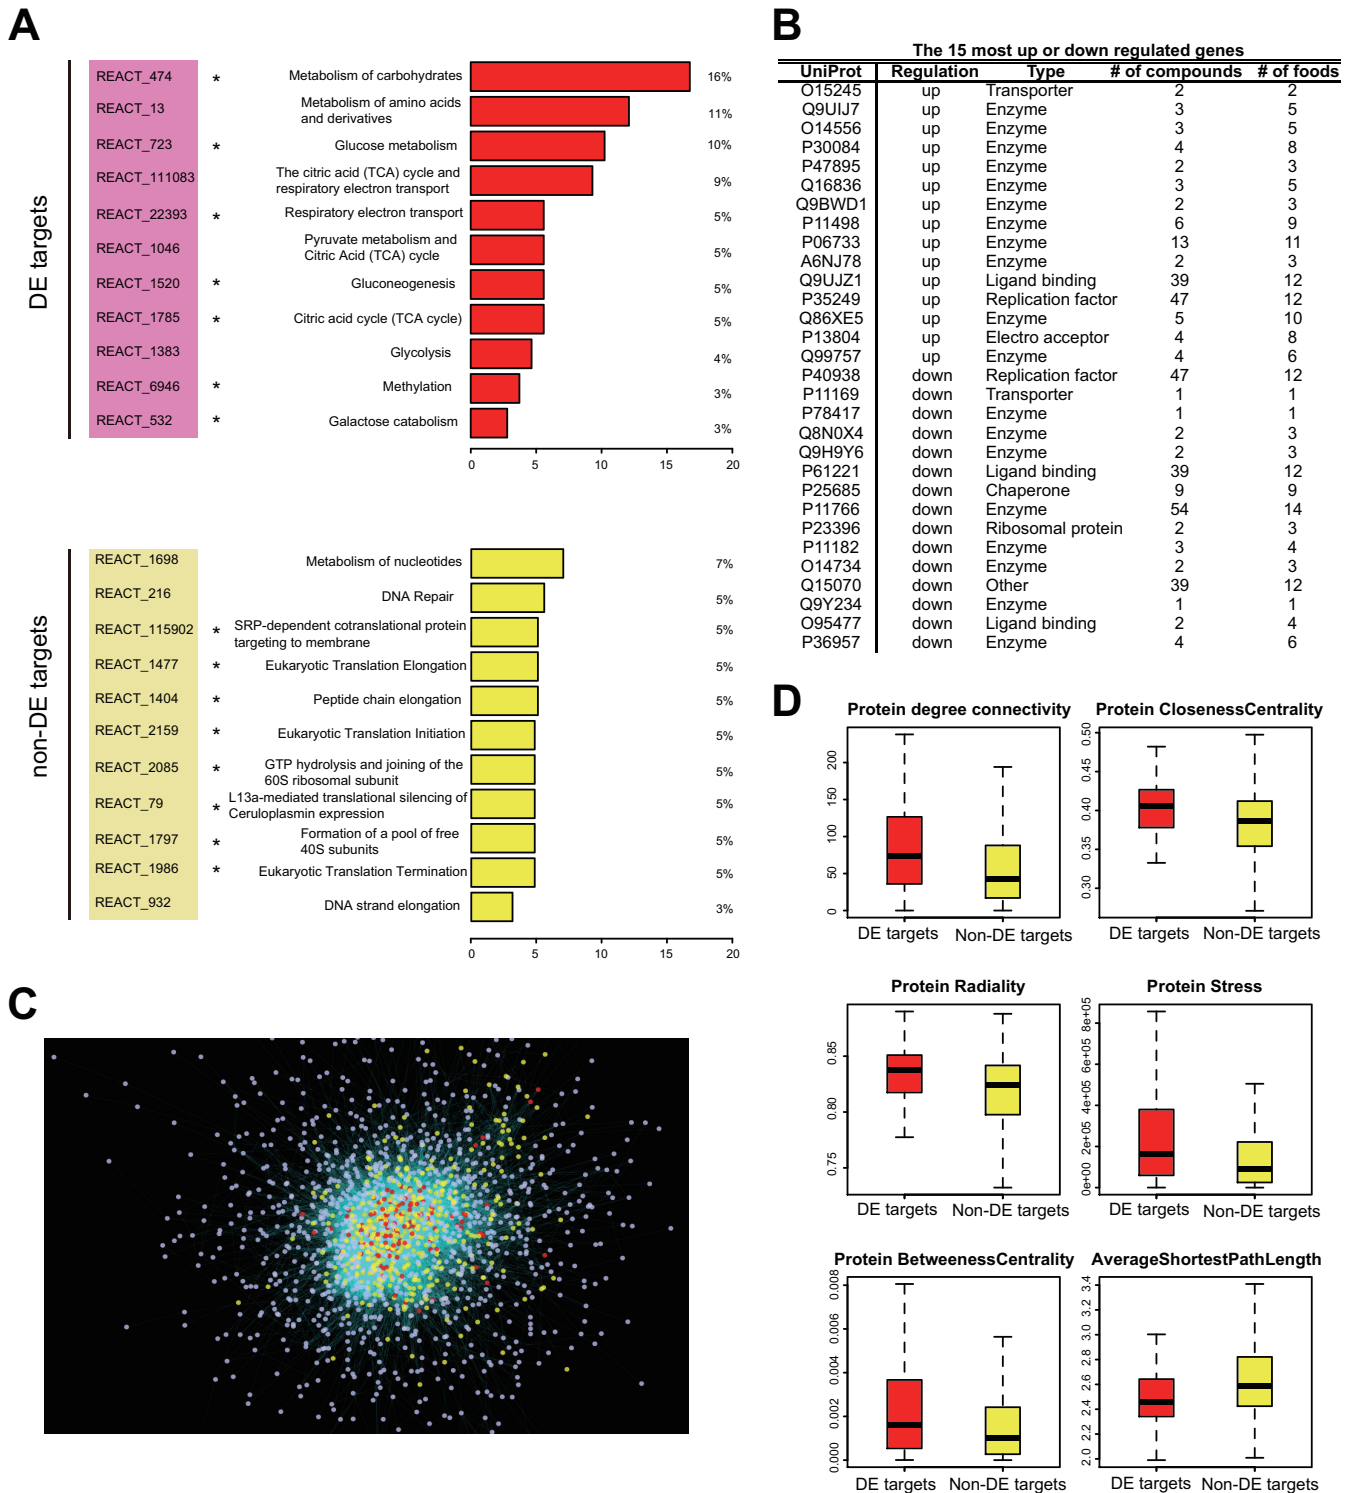 A
DE targets
REACT_474 * Metabolism of carbohydrates 16%
REACT_13 Metabolism of amino acids
and derivatives 11%
REACT_723 * Glucose metabolism 10%
REACT_111083 The citric acid (TCA) cycle and
respiratory electron transport 9%
REACT_22393 * Respiratory electron transport 5%
REACT_1046 Pyruvate metabolism and
Citric Acid (TCA) cycle 5%
REACT_1520 * Gluconeogenesis 5%
REACT_1785 * Citric acid cycle (TCA cycle) 5%
REACT_1383 Glycolysis 4%
REACT_6946 * Methylation 3%
REACT_532 * Galactose catabolism 3%
0 5 10 15 20
non-DE targets
REACT_1698 Metabolism of nucleotides 7%
REACT_216 DNA Repair 5%
REACT_115902 * SRP-dependent cotranslational protein
targeting to membrane 5%
REACT_1477 * Eukaryotic Translation Elongation 5%
REACT_1404 * Peptide chain elongation 5%
REACT_2159 * Eukaryotic Translation Initiation 5%
REACT_2085 * GTP hydrolysis and joining of the
60S ribosomal subunit 5%
REACT_79 * L13a-mediated translational silencing of
Ceruloplasmin expression 5%
REACT_1797 * Formation of a pool of free
40S subunits 5%
REACT_1986 * Eukaryotic Translation Termination 5%
REACT_932 DNA strand elongation 3%
0 5 10 15 20
B
The 15 most up or down regulated genes
UniProt Regulation Type # of compounds # of foods
O15245 up Transporter 2 2
Q9UIJ7 up Enzyme 3 5
O14556 up Enzyme 3 5
P30084 up Enzyme 4 8
P47895 up Enzyme 2 3
Q16836 up Enzyme 3 5
Q9BWD1 up Enzyme 2 3
P11498 up Enzyme 6 9
P06733 up Enzyme 13 11
A6NJ78 up Enzyme 2 3
Q9UJZ1 up Ligand binding 39 12
P35249 up Replication factor 47 12
Q86XE5 up Enzyme 5 10
P13804 up Electro acceptor 4 8
Q99757 up Enzyme 4 6
P40938 down Replication factor 47 12
P11169 down Transporter 1 1
P78417 down Enzyme 1 1
Q8N0X4 down Enzyme 2 3
Q9H9Y6 down Enzyme 2 3
P61221 down Ligand binding 39 12
P25685 down Chaperone 9 9
P11766 down Enzyme 54 14
P23396 down Ribosomal protein 2 3
P11182 down Enzyme 3 4
O14734 down Enzyme 2 3
Q15070 down Other 39 12
Q9Y234 down Enzyme 1 1
O95477 down Ligand binding 2 4
P36957 down Enzyme 4 6
C
D
Protein degree connectivity
0 50 100 150 200
DE targets Non-DE targets
Protein ClosenessCentrality
0.30 0.35 0.40 0.45 0.50
DE targets Non-DE targets
Protein Radiality
0.75 0.80 0.85
DE targets Non-DE targets
Protein Stress
0e+00 2e+05 4e+05 6e+05 8e+05
DE targets Non-DE targets
Protein BetweenessCentrality
0.000 0.002 0.004 0.006 0.008
DE targets Non-DE targets
AverageShortestPathLength
2.0 2.2 2.4 2.6 2.8 3.0 3.2 3.4
DE targets Non-DE targets